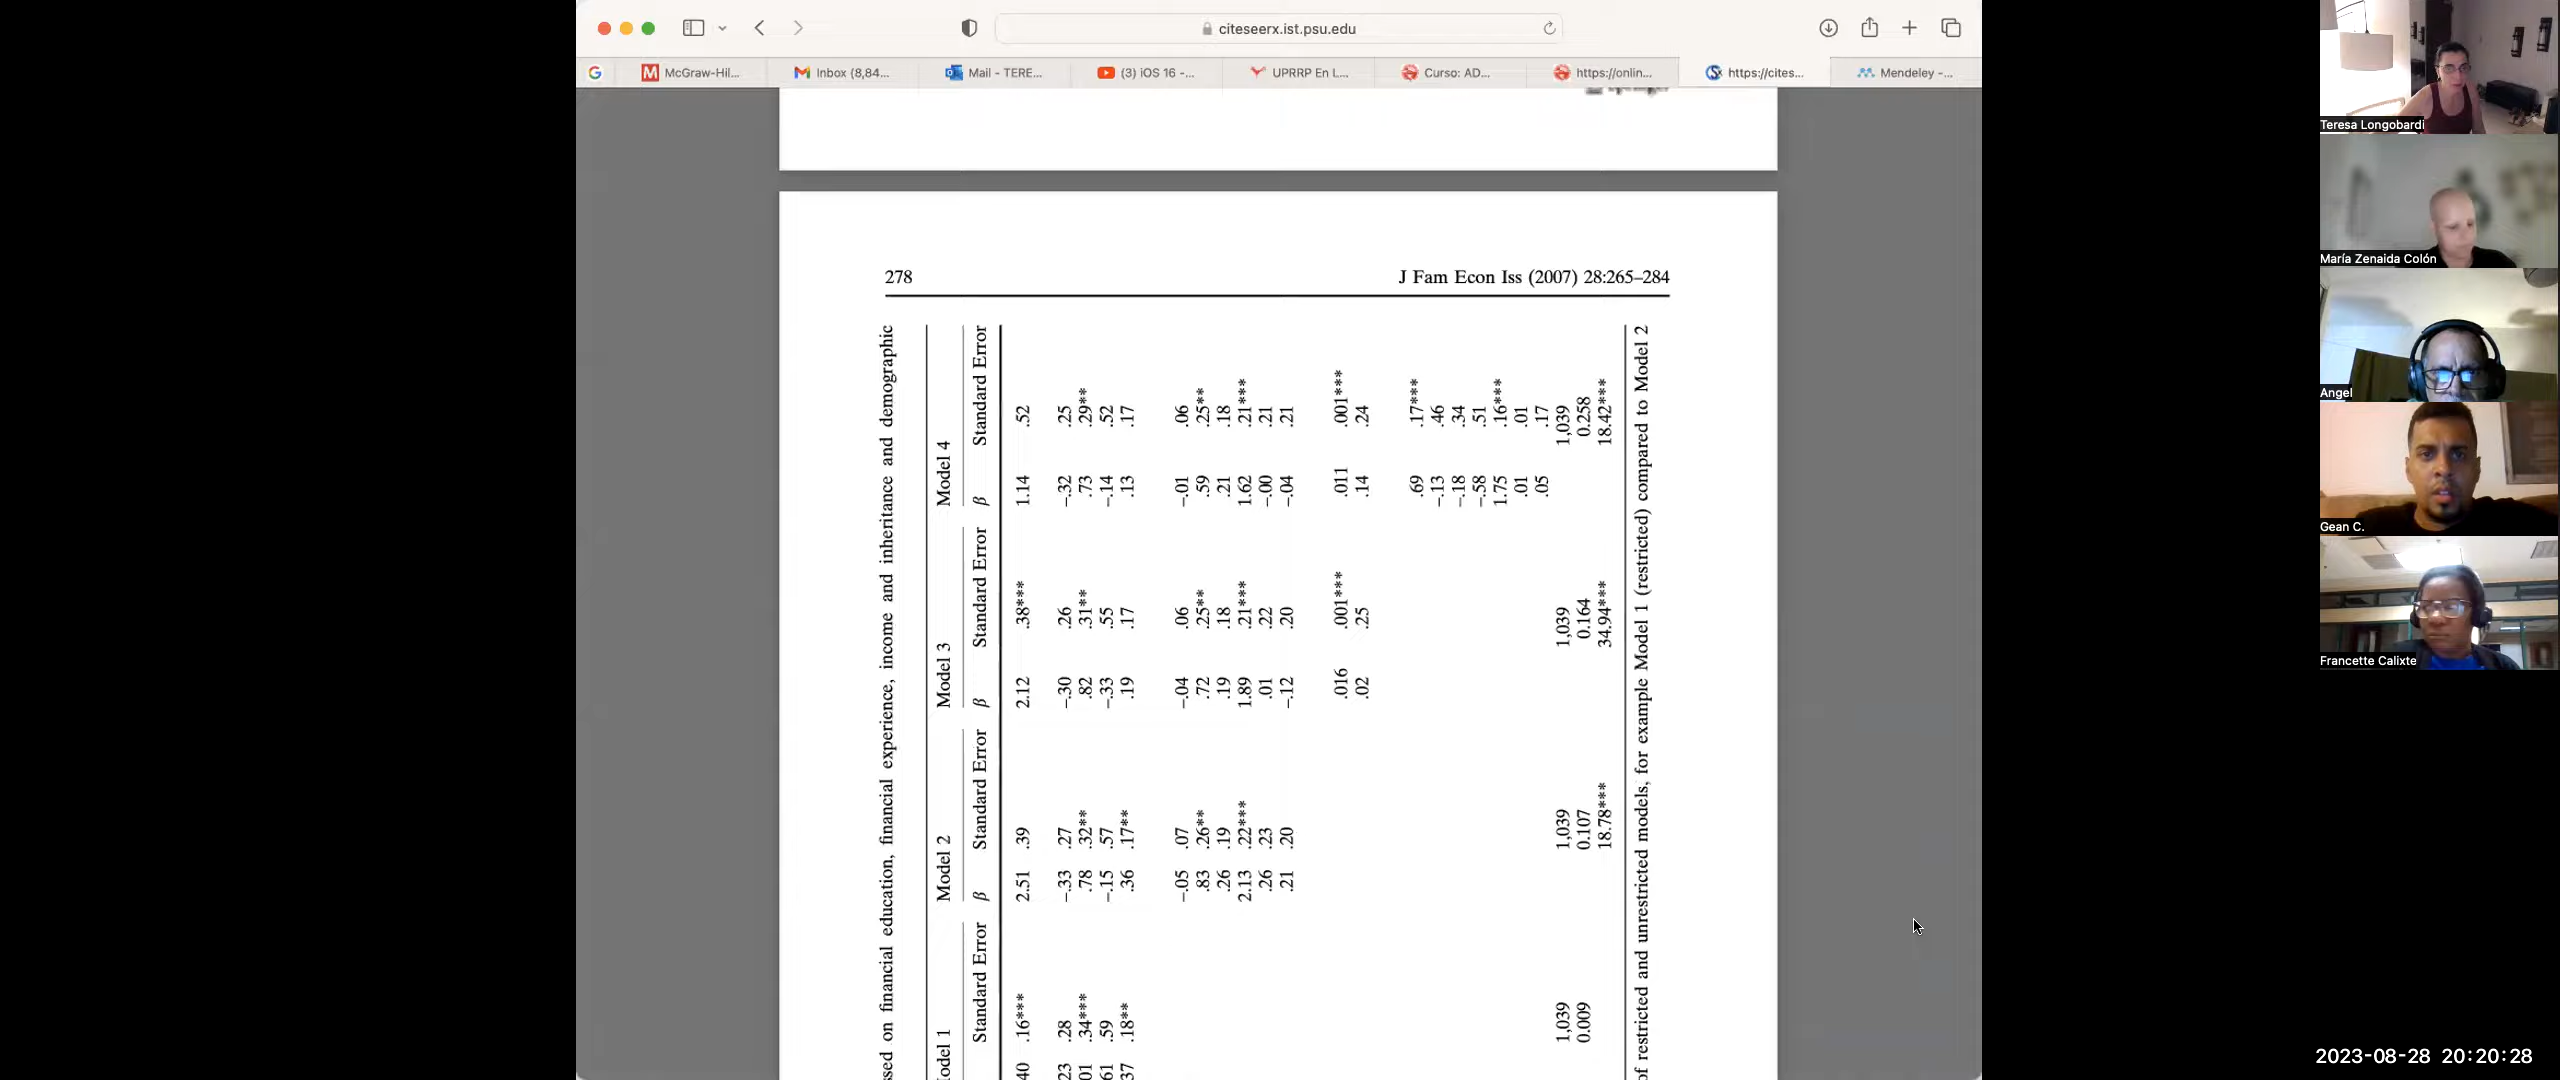 citeseerx.ist.psu.edu
McGraw-Hil...
Inbox (8,84...
Mail - TERE...
(3) iOS 16 -...
UPRRP En L...
Curso: AD...
https://onlin...
https://cites...
Mendeley -...
278 J Fam Econ Iss (2007) 28:265–284
ssed on financial education, financial experience, income and inheritance and demographic
odel 1 Model 2 Model 3 Model 4
Standard Error β Standard Error β Standard Error β Standard Error
40 .16*** 2.51 .39 2.12 .38*** 1.14 .52
23 .28 −.33 .27 −.30 .26 −.32 .25
01 .34*** .78 .32** .82 .31** .73 .29**
61 .59 −.15 .57 −.33 .55 −.14 .52
37 .18** .36 .17** .19 .17 .13 .17
−.05 .07 −.04 .06 −.01 .06
.83 .26** .72 .25** .59 .25**
.26 .19 .19 .18 .21 .18
2.13 .22*** 1.89 .21*** 1.62 .21***
.26 .23 .01 .22 −.00 .21
.21 .20 −.12 .20 −.04 .21
.016 .001*** .011 .001***
.02 .25 .14 .24
.69 .17***
−.13 .46
−.18 .34
−.58 .51
1.75 .16***
.01 .01
.05 .17
1,039 1,039 1,039 1,039
0.009 0.107 0.164 0.258
18.78*** 34.94*** 18.42***
of restricted and unrestricted models, for example Model 1 (restricted) compared to Model 2
Teresa Longobardi
María Zenaida Colón
Angel
Gean C.
Francette Calixte
2023-08-28 20:20:28